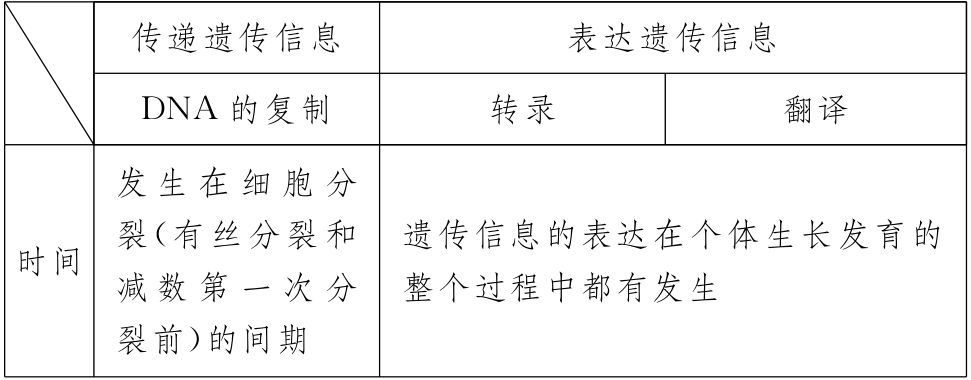 传递遗传信息 表达遗传信息
DNA的复制 转录 翻译
时间
发生在细胞分
裂(有丝分裂和
减数第一次分
裂前)的间期
遗传信息的表达在个体生长发育的
整个过程中都有发生